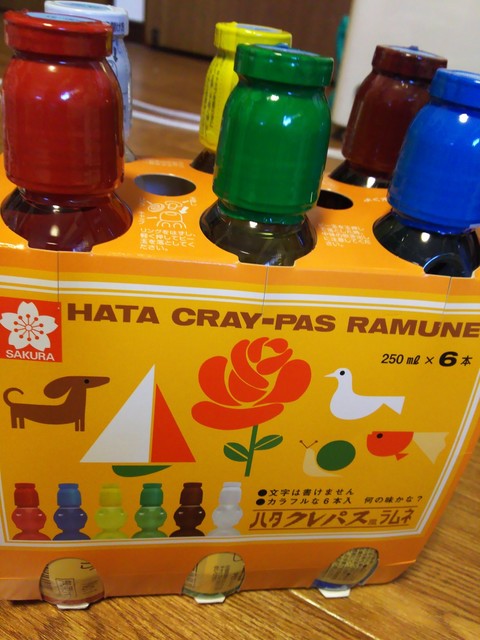 HATA CRAY-PAS RAMUNE
SAKURA
250 ml × 6 本
●文字は書けません
●カラフルな6本入 何の味かな?
ハタクレパス風ラムネ